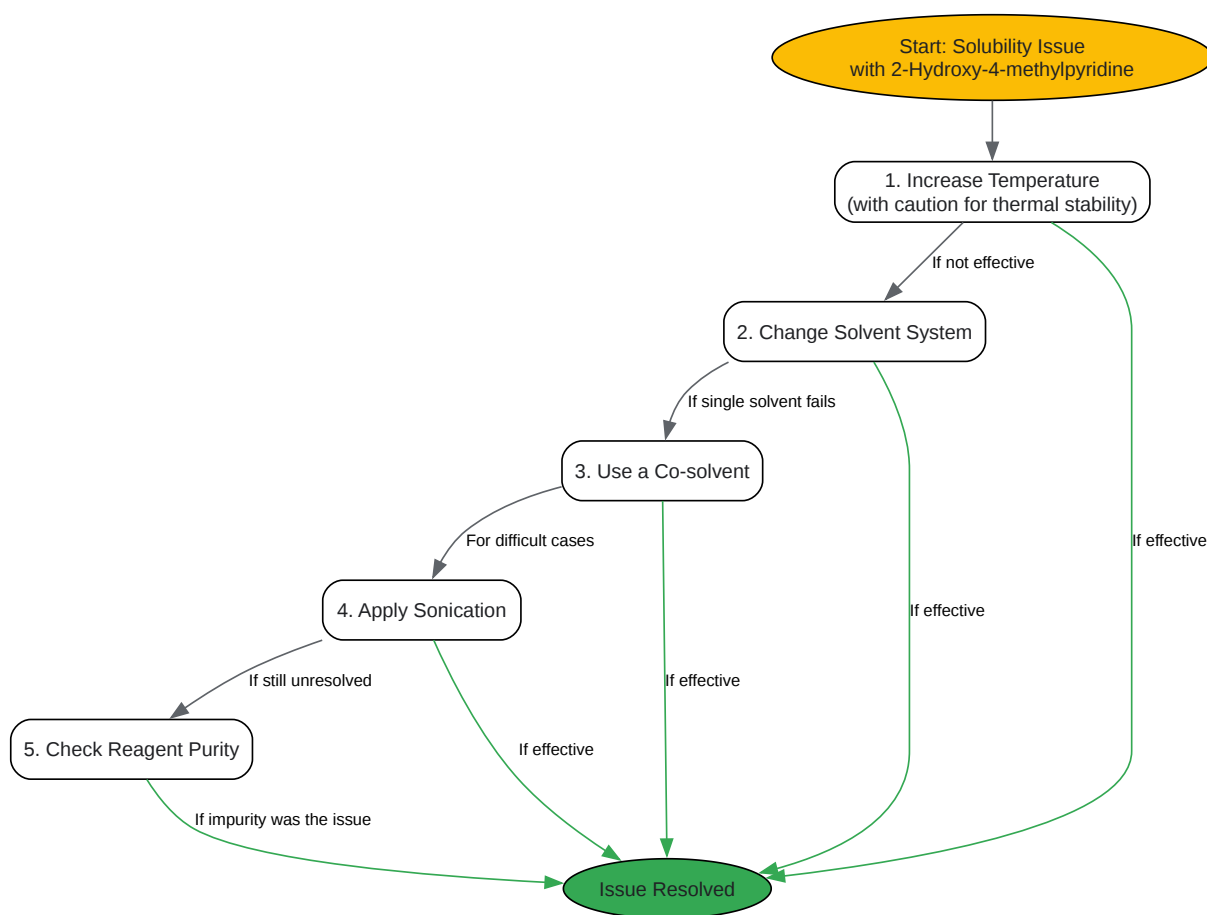 Start: Solubility Issue
with 2-Hydroxy-4-methylpyridine
1. Increase Temperature
(with caution for thermal stability)
If not effective
2. Change Solvent System
If single solvent fails
3. Use a Co-solvent
For difficult cases
If effective
4. Apply Sonication
If effective
If still unresolved
If effective
5. Check Reagent Purity
If effective
If impurity was the issue
Issue Resolved